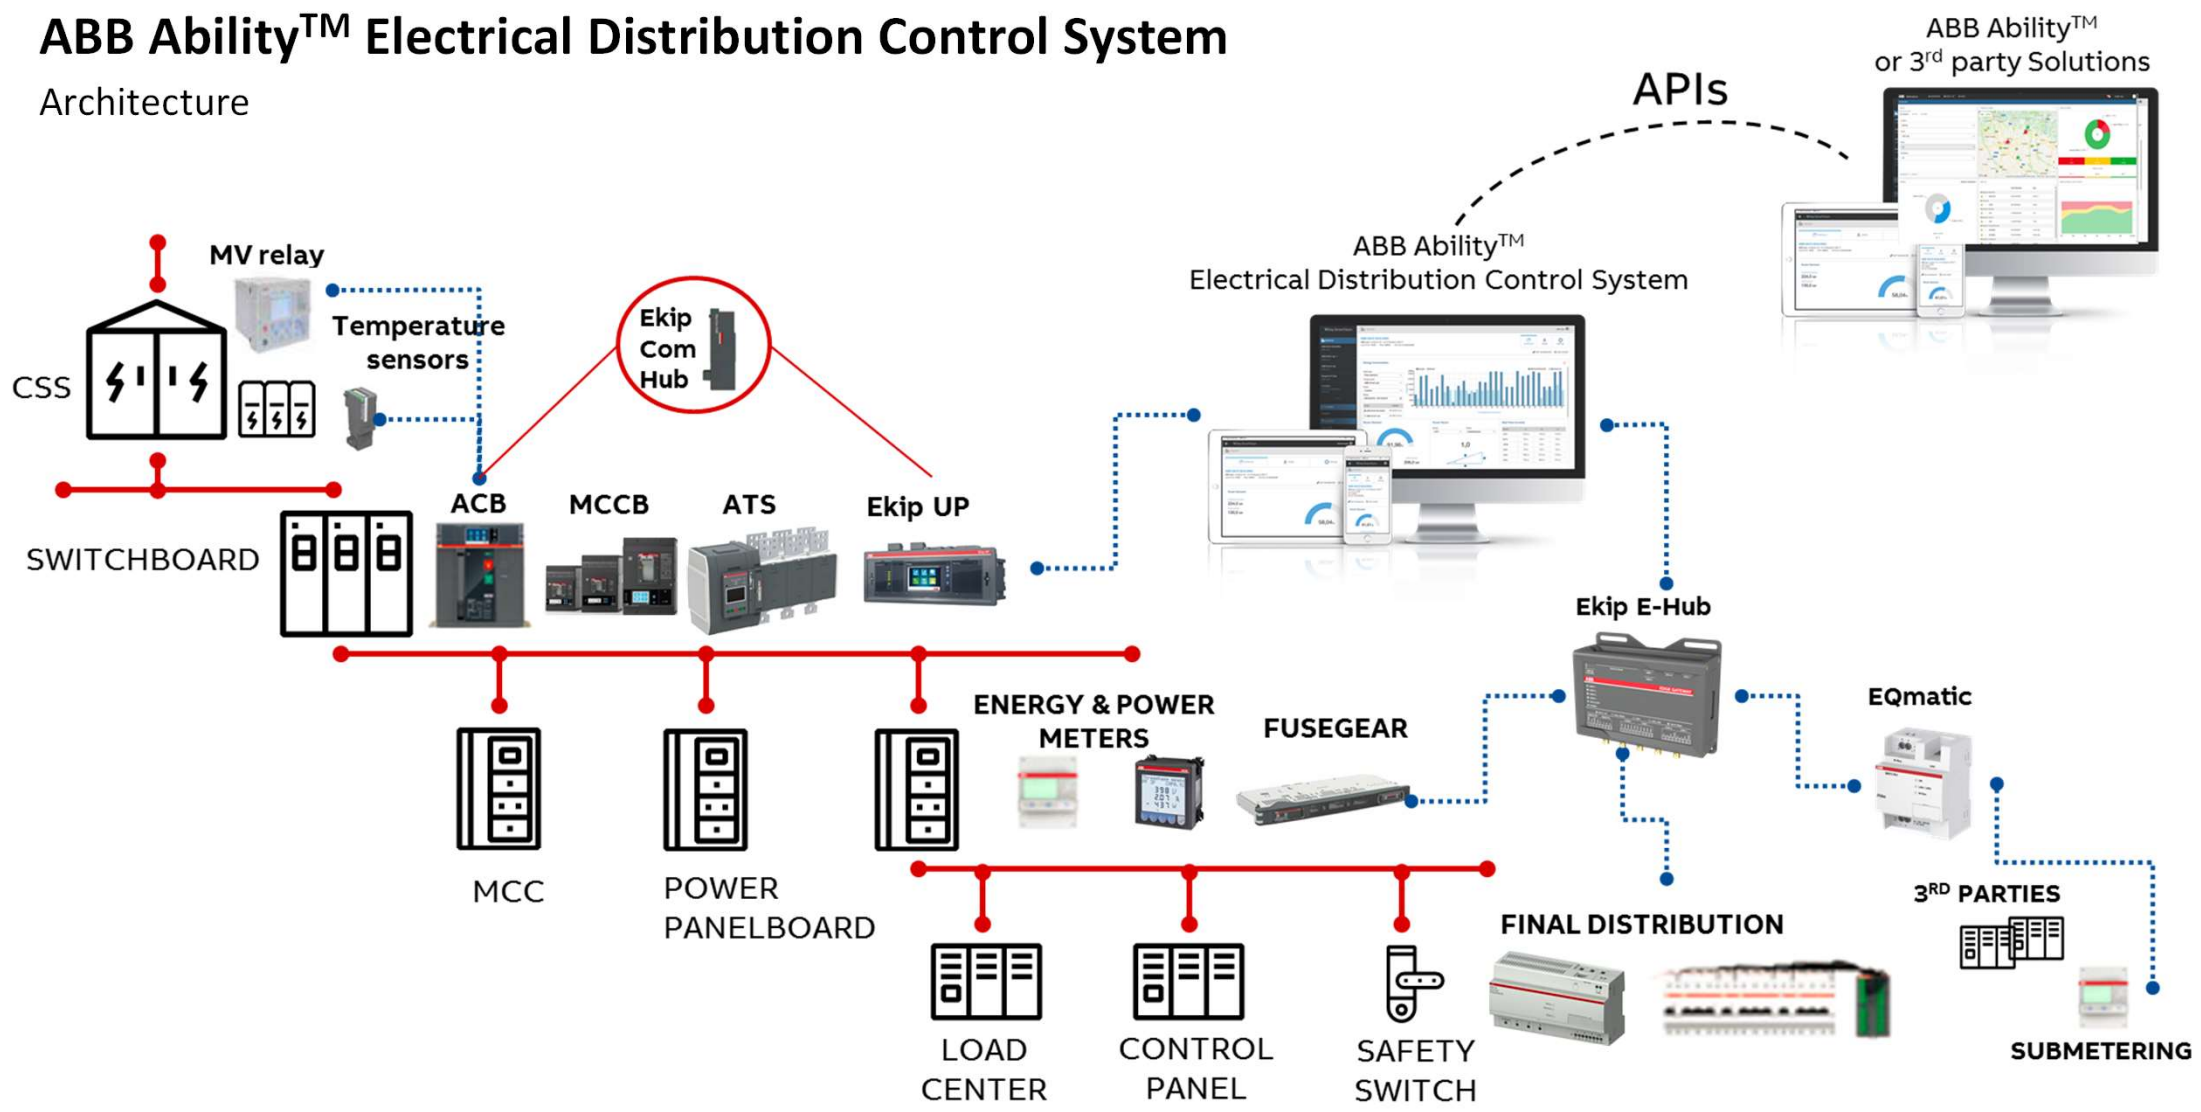 ABB Ability™ Electrical Distribution Control System
Architecture
ABB Ability™
or 3rd party Solutions
APIs
ABB Ability™
Electrical Distribution Control System
MV relay
Temperature
sensors
CSS
Ekip
Com
Hub
SWITCHBOARD
ACB
MCCB
ATS
Ekip UP
Ekip E-Hub
EQmatic
ENERGY & POWER
METERS
FUSEGEAR
MCC
POWER
PANELBOARD
3RD PARTIES
FINAL DISTRIBUTION
LOAD
CENTER
CONTROL
PANEL
SAFETY
SWITCH
SUBMETERING